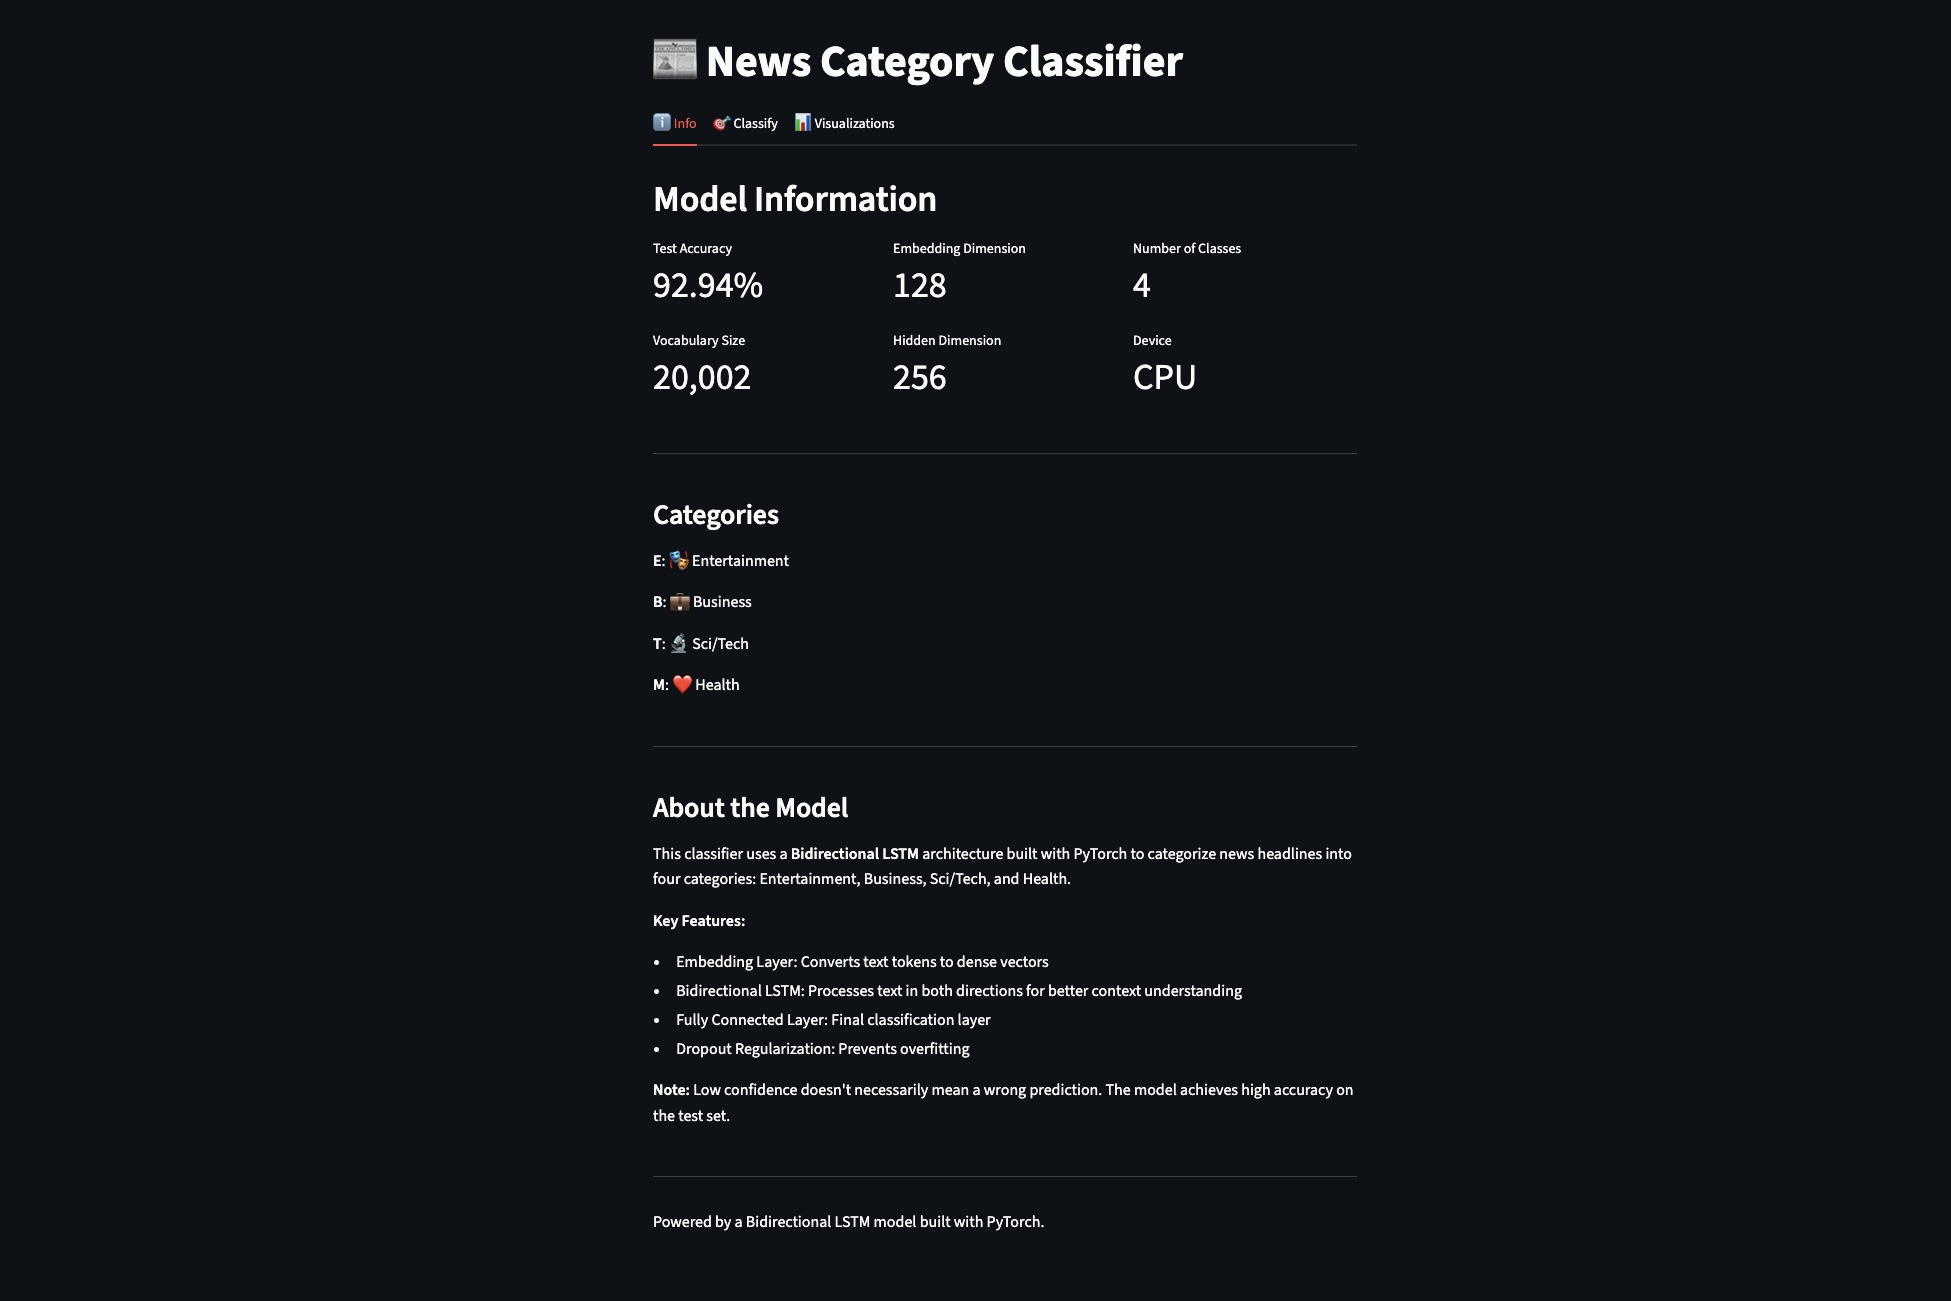 News Category Classifier
Info Classify Visualizations
Model Information
Test Accuracy Embedding Dimension Number of Classes
92.94% 128 4
Vocabulary Size Hidden Dimension Device
20,002 256 CPU
Categories
E: Entertainment
B: Business
T: Sci/Tech
M: Health
About the Model
This classifier uses a Bidirectional LSTM architecture built with PyTorch to categorize news headlines into
four categories: Entertainment, Business, Sci/Tech, and Health.
Key Features:
• Embedding Layer: Converts text tokens to dense vectors
• Bidirectional LSTM: Processes text in both directions for better context understanding
• Fully Connected Layer: Final classification layer
• Dropout Regularization: Prevents overfitting
Note: Low confidence doesn't necessarily mean a wrong prediction. The model achieves high accuracy on
the test set.
Powered by a Bidirectional LSTM model built with PyTorch.